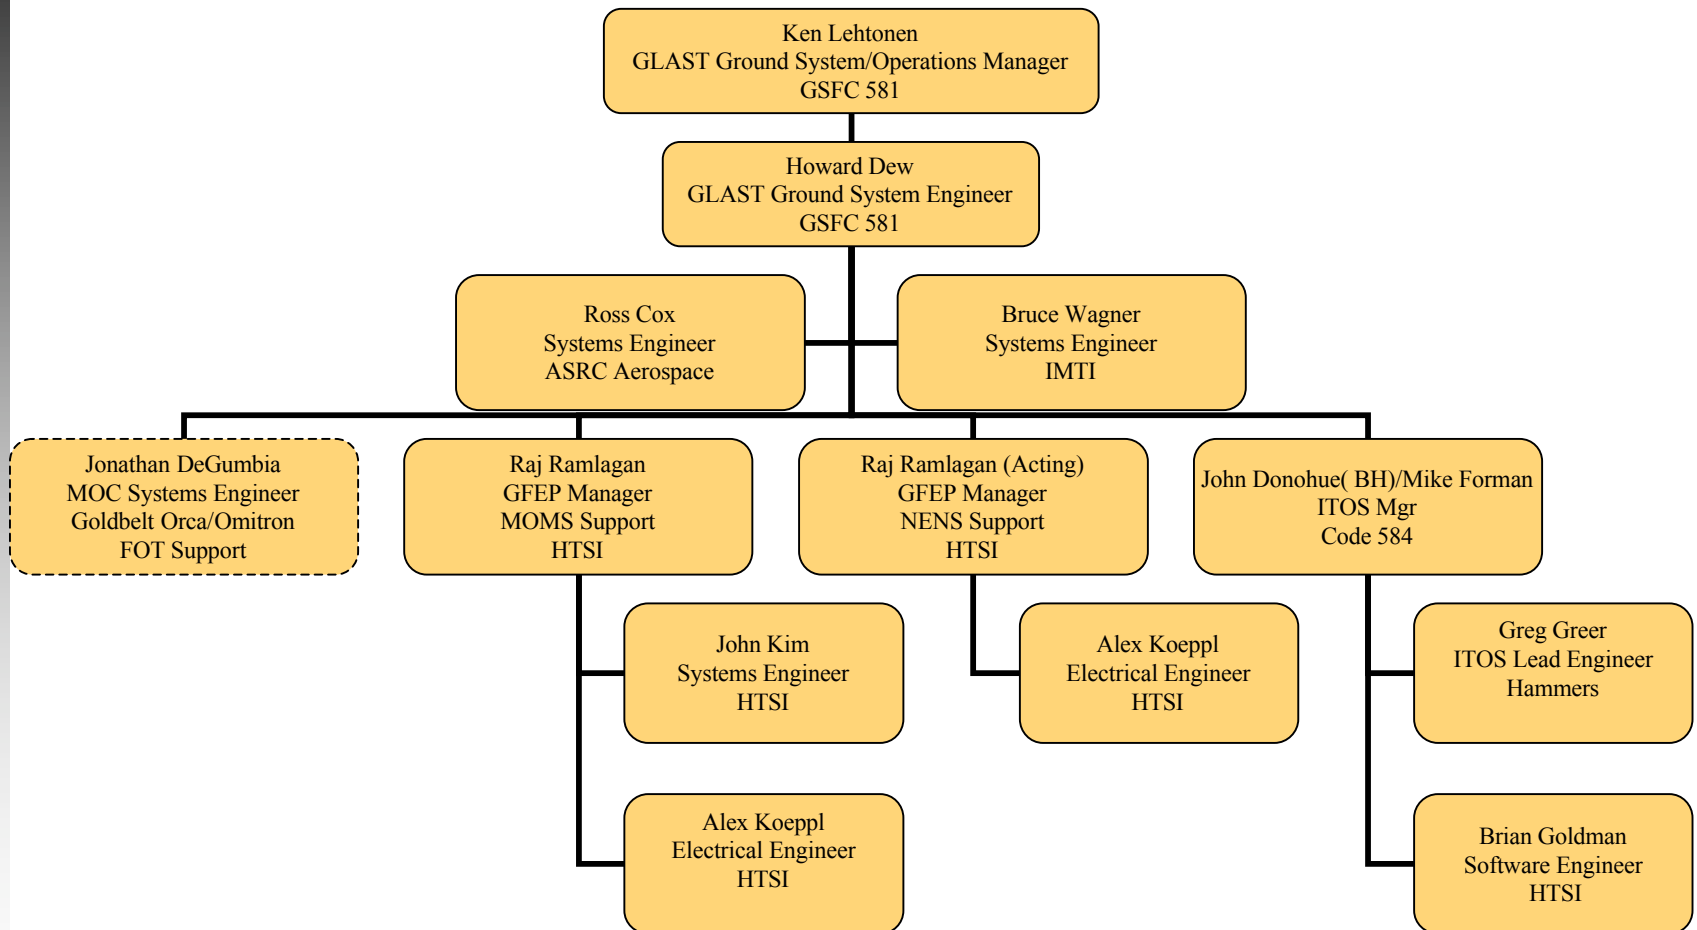 Ken Lehtonen
GLAST Ground System/Operations Manager
GSFC 581
Howard Dew
GLAST Ground System Engineer
GSFC 581
Ross Cox
Systems Engineer
ASRC Aerospace
Bruce Wagner
Systems Engineer
IMTI
Jonathan DeGumbia
MOC Systems Engineer
Goldbelt Orca/Omitron
FOT Support
Raj Ramlagan
GFEP Manager
MOMS Support
HTSI
Raj Ramlagan (Acting)
GFEP Manager
NENS Support
HTSI
John Donohue( BH)/Mike Forman
ITOS Mgr
Code 584
John Kim
Systems Engineer
HTSI
Alex Koeppl
Electrical Engineer
HTSI
Greg Greer
ITOS Lead Engineer
Hammers
Alex Koeppl
Electrical Engineer
HTSI
Brian Goldman
Software Engineer
HTSI